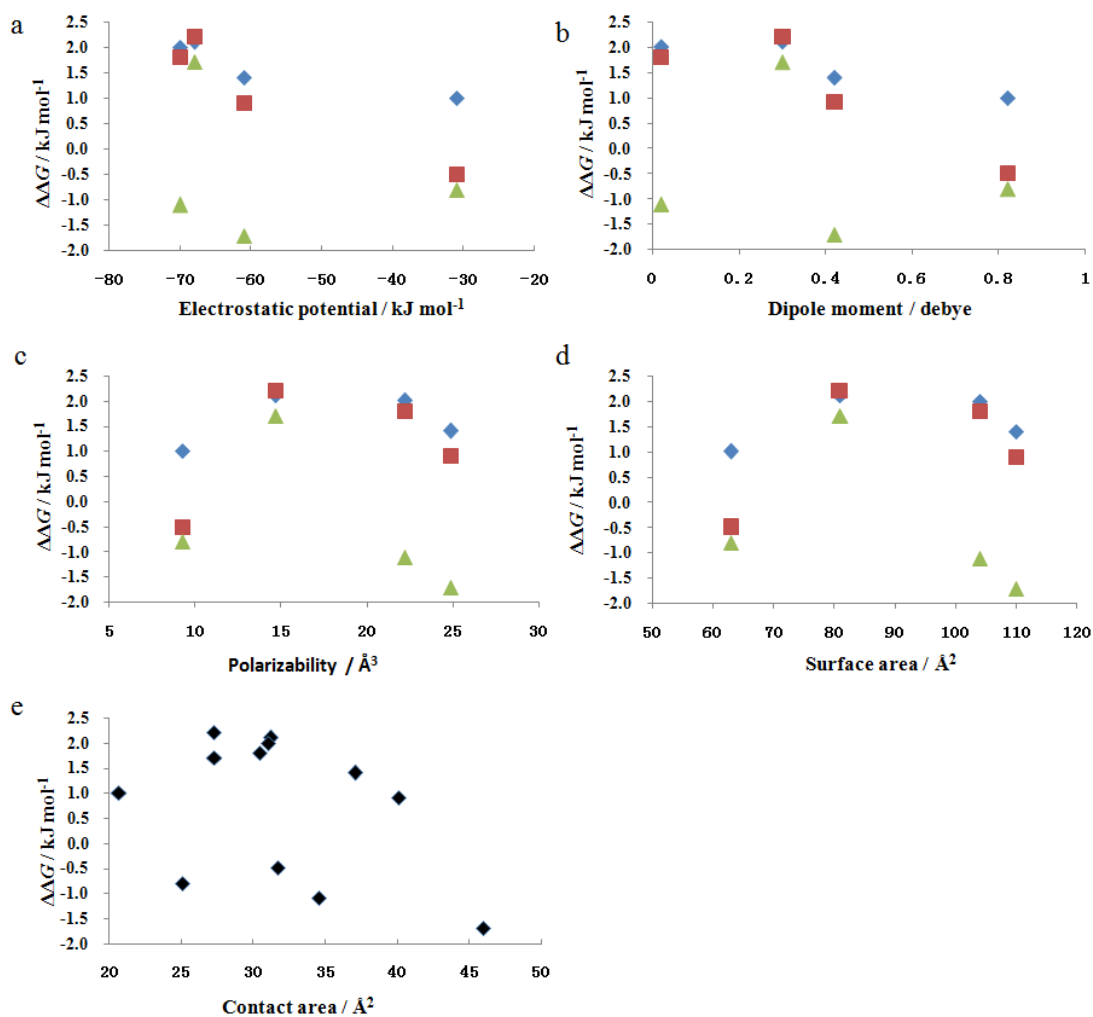 a
2.5
2.0
1.5
1.0
0.5
0.0
-0.5
-1.0
-1.5
-2.0
ΔΔG / kJ mol-1
-80 -70 -60 -50 -40 -30 -20
Electrostatic potential / kJ mol-1
b
2.5
2.0
1.5
1.0
0.5
0.0
-0.5
-1.0
-1.5
-2.0
ΔΔG / kJ mol-1
0 0.2 0.4 0.6 0.8 1
Dipole moment / debye
c
2.5
2.0
1.5
1.0
0.5
0.0
-0.5
-1.0
-1.5
-2.0
ΔΔG / kJ mol-1
5 10 15 20 25 30
Polarizability / Å3
d
2.5
2.0
1.5
1.0
0.5
0.0
-0.5
-1.0
-1.5
-2.0
ΔΔG / kJ mol-1
50 60 70 80 90 100 110 120
Surface area / Å2
e
2.5
2.0
1.5
1.0
0.5
0.0
-0.5
-1.0
-1.5
-2.0
ΔΔG / kJ mol-1
20 25 30 35 40 45 50
Contact area / Å2